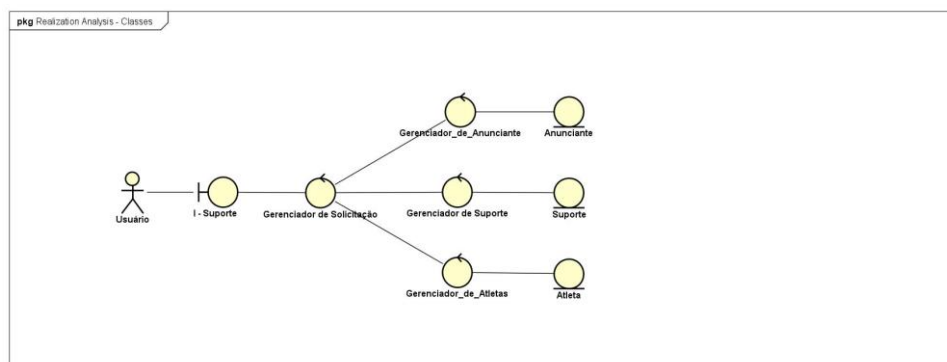 pkg Realization Analysis - Classes
Gerenciador_de_Anunciante
Anunciante
Usuário
I - Suporte
Gerenciador de Solicitação
Gerenciador de Suporte
Suporte
Gerenciador_de_Atletas
Atleta